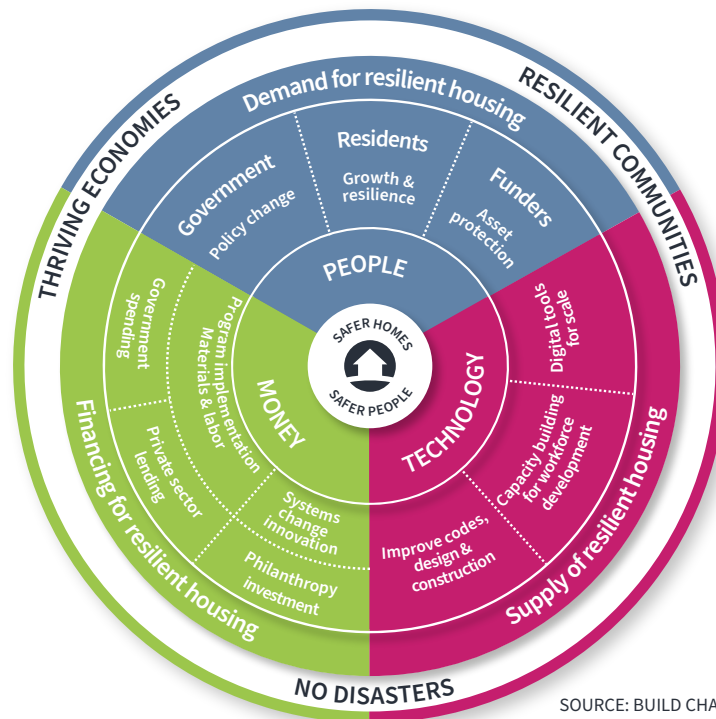 THRIVING ECONOMIES
RESILIENT COMMUNITIES
NO DISASTERS
Demand for resilient housing
Government
Policy change
Residents
Growth &
resilience
Funders
Asset
protection
PEOPLE
SAFER HOMES
SAFER PEOPLE
TECHNOLOGY
Digital tools
for scale
Capacity building
for workforce
development
Improve codes,
design &
construction
Supply of resilient housing
MONEY
Government
spending
Program implementation
Materials & labor
Private sector
lending
Systems
change
innovation
Philanthropy
investment
Financing for resilient housing
SOURCE: BUILD CHA